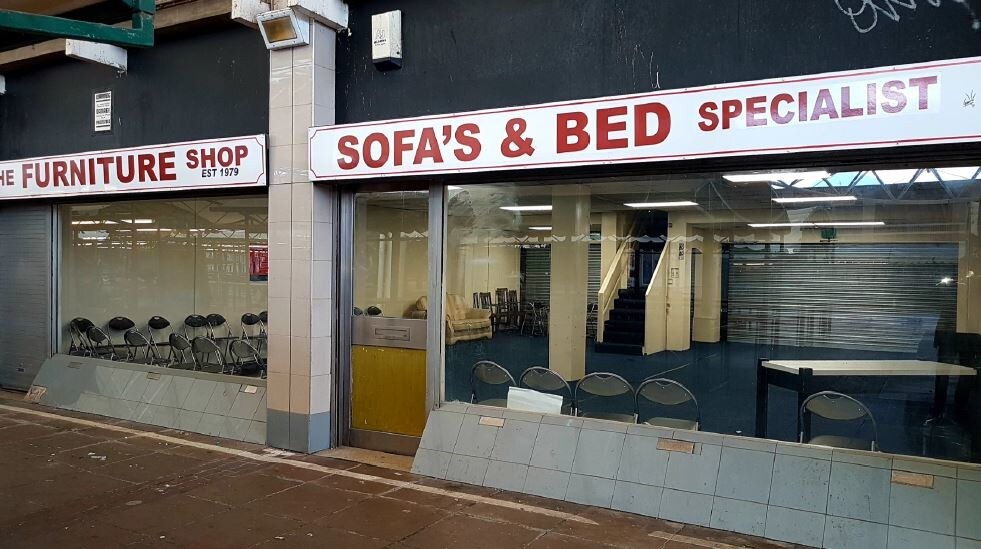 HE FURNITURE SHOP
EST 1979
SOFA'S & BED SPECIALIST